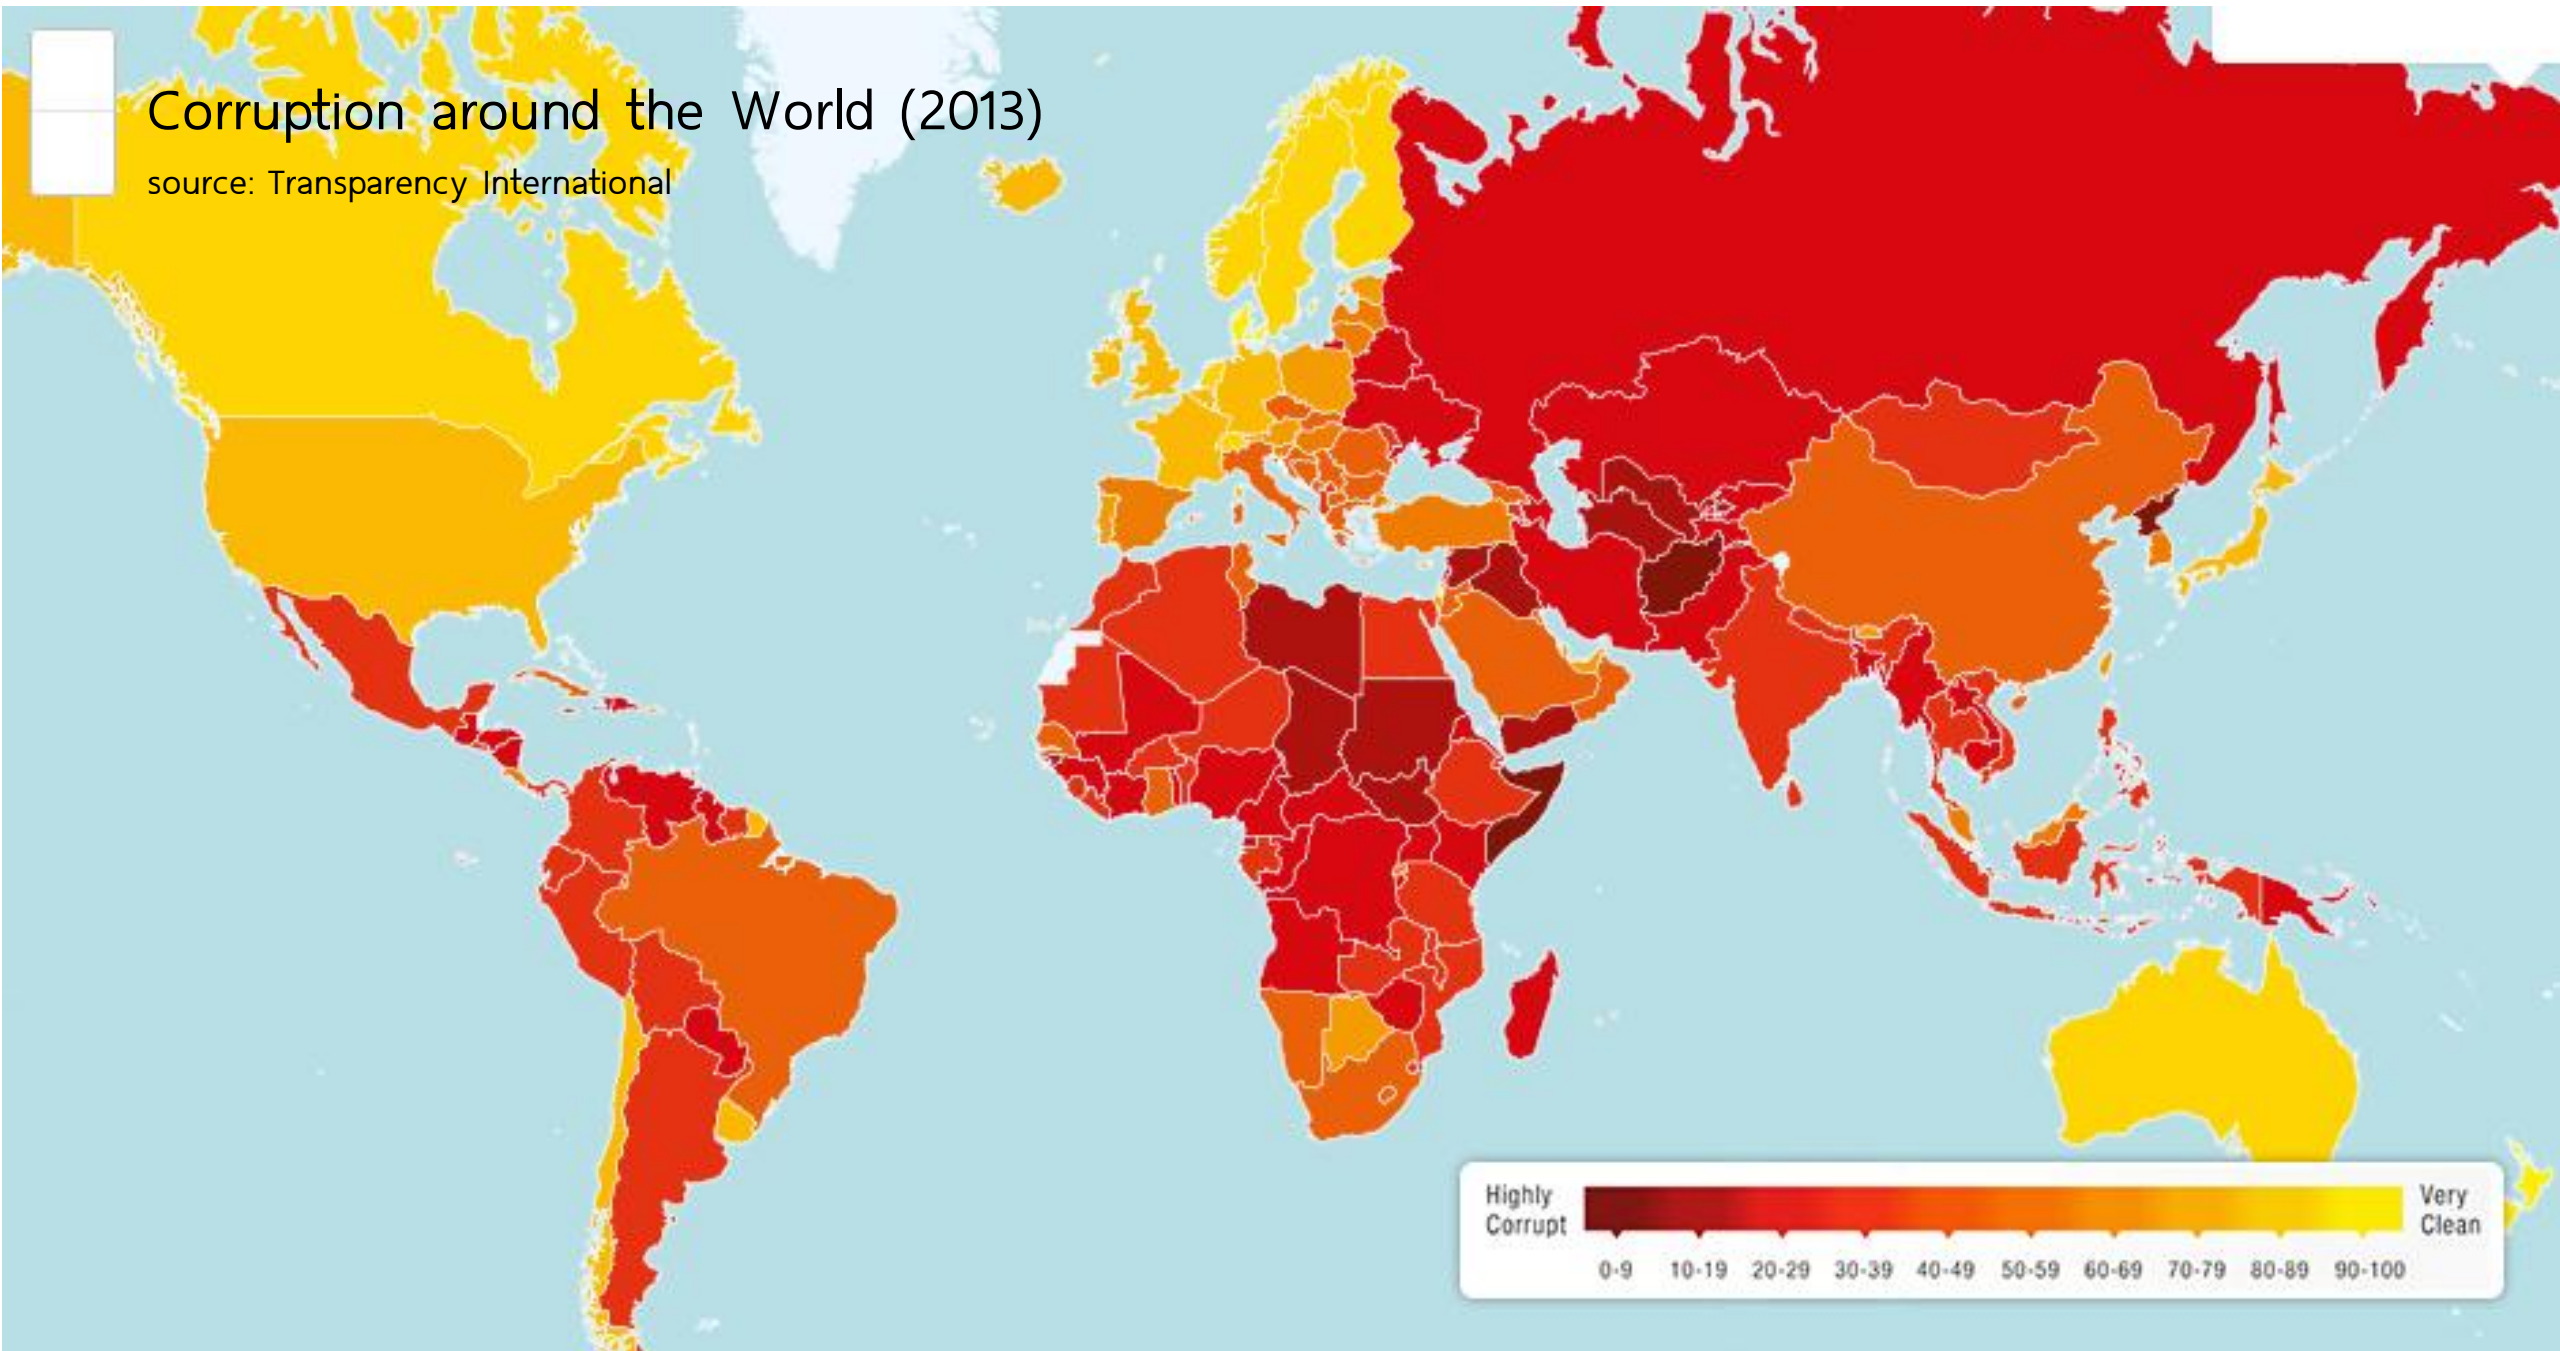 Corruption around the World (2013)
source: Transparency International
Highly
Corrupt
Very
Clean
0-9 10-19 20-29 30-39 40-49 50-59 60-69 70-79 80-89 90-100